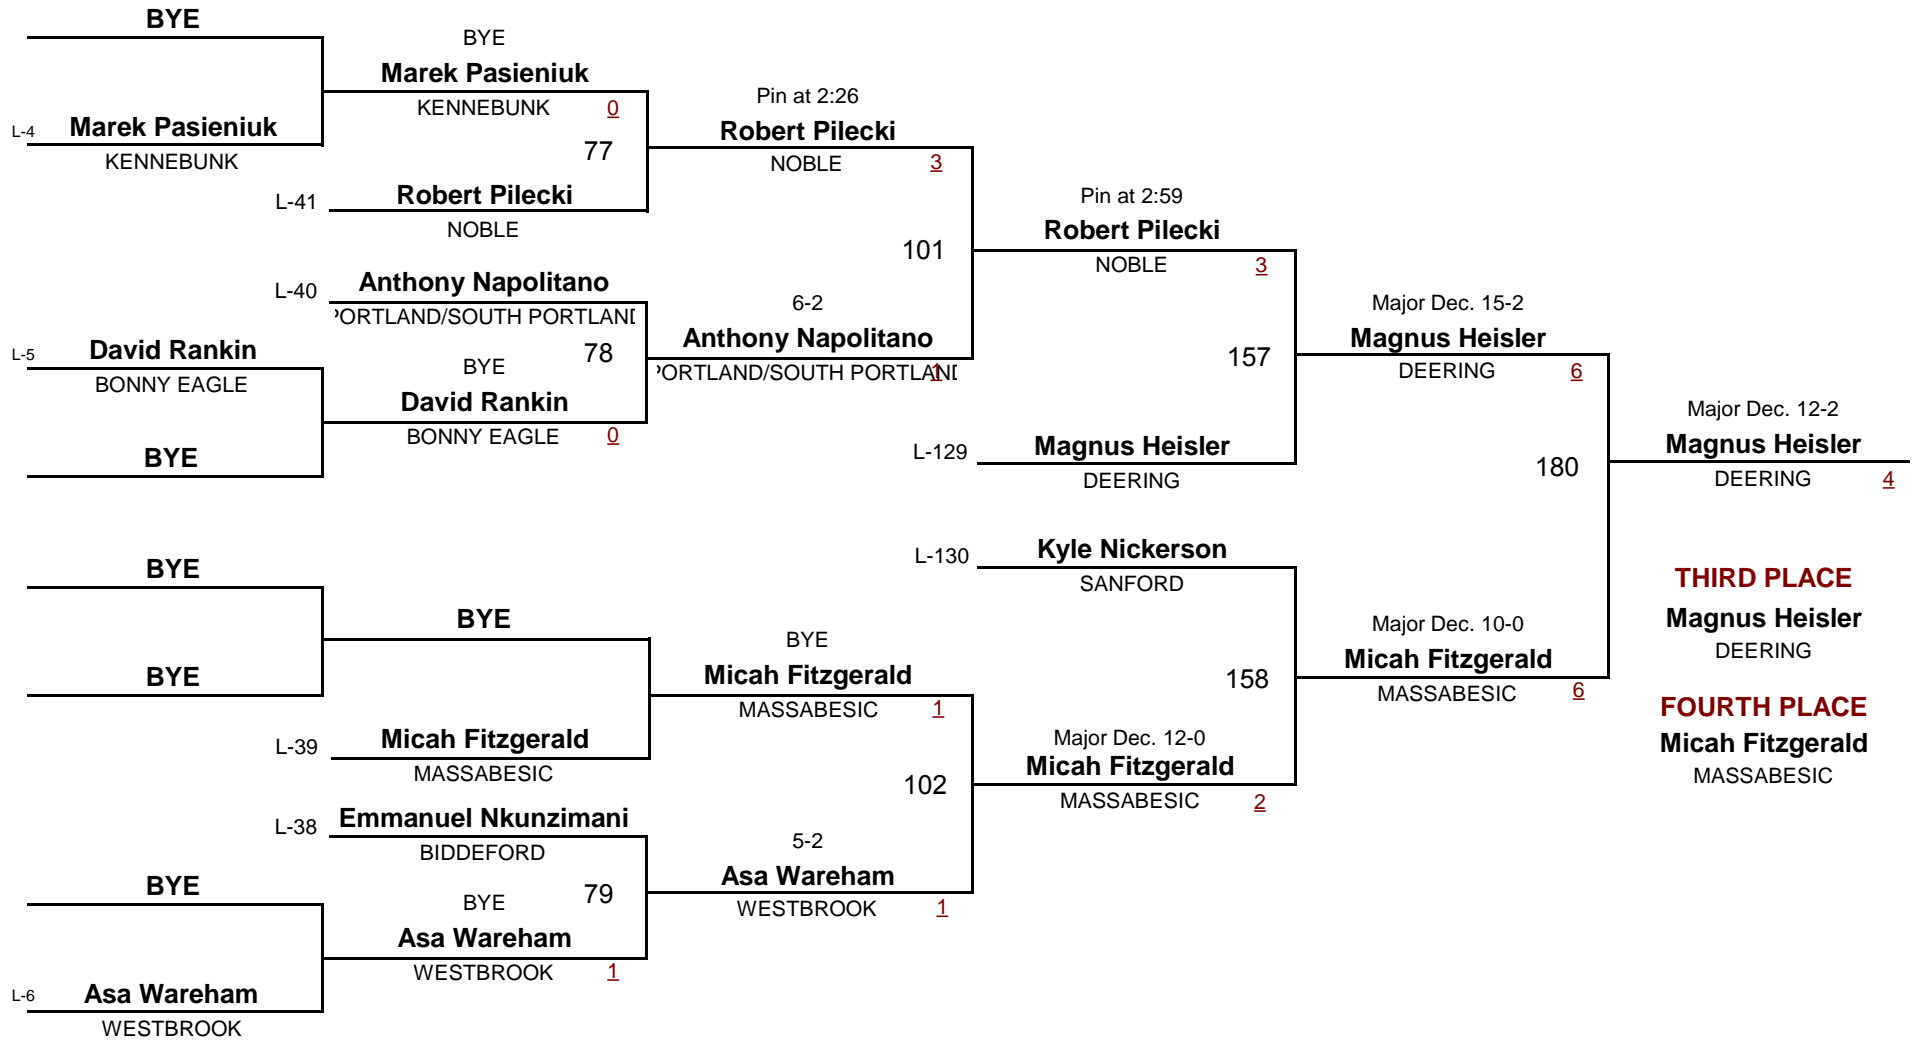 BYE
BYE
Marek Pasieniuk
KENNEBUNK 0
L-4 Marek Pasieniuk
KENNEBUNK
77
Pin at 2:26
Robert Pilecki
NOBLE 3
L-41 Robert Pilecki
NOBLE
101
Pin at 2:59
Robert Pilecki
NOBLE 3
L-40 Anthony Napolitano
PORTLAND/SOUTH PORTLAND
6-2
Anthony Napolitano
PORTLAND/SOUTH PORTLAND 1
L-5 David Rankin
BONNY EAGLE
78
BYE
David Rankin
BONNY EAGLE 0
BYE
157
Major Dec. 15-2
Magnus Heisler
DEERING 6
L-129 Magnus Heisler
DEERING
180
Major Dec. 12-2
Magnus Heisler
DEERING 4
L-130 Kyle Nickerson
SANFORD
BYE
BYE
BYE
BYE
Micah Fitzgerald
MASSABESIC 1
158
Major Dec. 10-0
Micah Fitzgerald
MASSABESIC 6
THIRD PLACE
Magnus Heisler
DEERING
FOURTH PLACE
Micah Fitzgerald
MASSABESIC
L-39 Micah Fitzgerald
MASSABESIC
102
Major Dec. 12-0
Micah Fitzgerald
MASSABESIC 2
L-38 Emmanuel Nkunzimani
BIDDEFORD
5-2
Asa Wareham
WESTBROOK 1
BYE
79
BYE
Asa Wareham
WESTBROOK 1
L-6 Asa Wareham
WESTBROOK